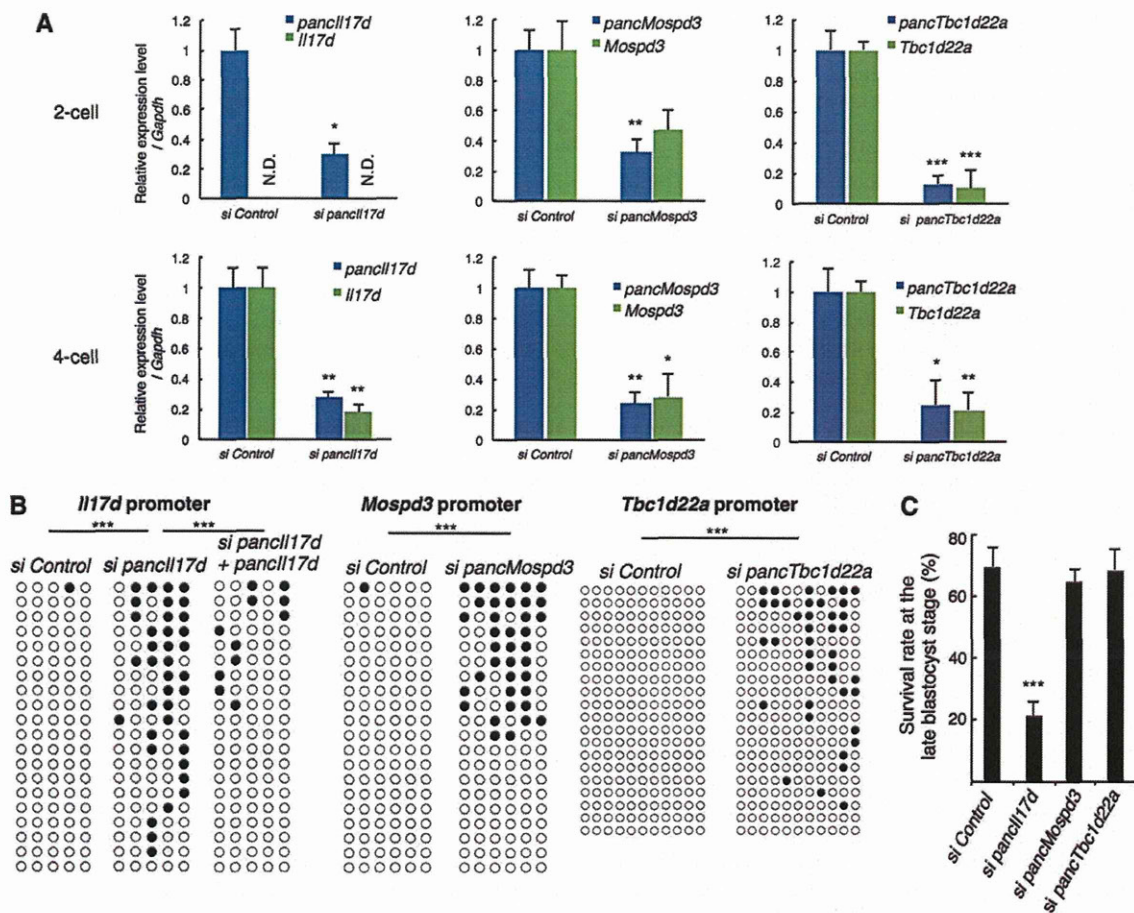 A
2-cell
Relative expression level
/ Gapdh
1.2
1
0.8
0.6
0.4
0.2
0
pancIl17d
Il17d
N.D.
*
N.D.
si Control
si pancIl17d
1.2
1
0.8
0.6
0.4
0.2
0
pancMospd3
Mospd3
**
si Control
si pancMospd3
1.2
1
0.8
0.6
0.4
0.2
0
pancTbc1d22a
Tbc1d22a
***
***
si Control
si pancTbc1d22a
4-cell
Relative expression level
/ Gapdh
1.2
1
0.8
0.6
0.4
0.2
0
pancIl17d
Il17d
**
**
si Control
si pancIl17d
1.2
1
0.8
0.6
0.4
0.2
0
pancMospd3
Mospd3
**
*
si Control
si pancMospd3
1.2
1
0.8
0.6
0.4
0.2
0
pancTbc1d22a
Tbc1d22a
*
**
si Control
si pancTbc1d22a
B
Il17d promoter
***
***
si Control
si pancIl17d
si pancIl17d
+ pancIl17d
Mospd3 promoter
***
si Control
si pancMospd3
Tbc1d22a promoter
***
si Control
si pancTbc1d22a
C
Survival rate at the
late blastocyst stage (%)
80
60
40
20
***
si Control
si pancIl17d
si pancMospd3
si pancTbc1d22a